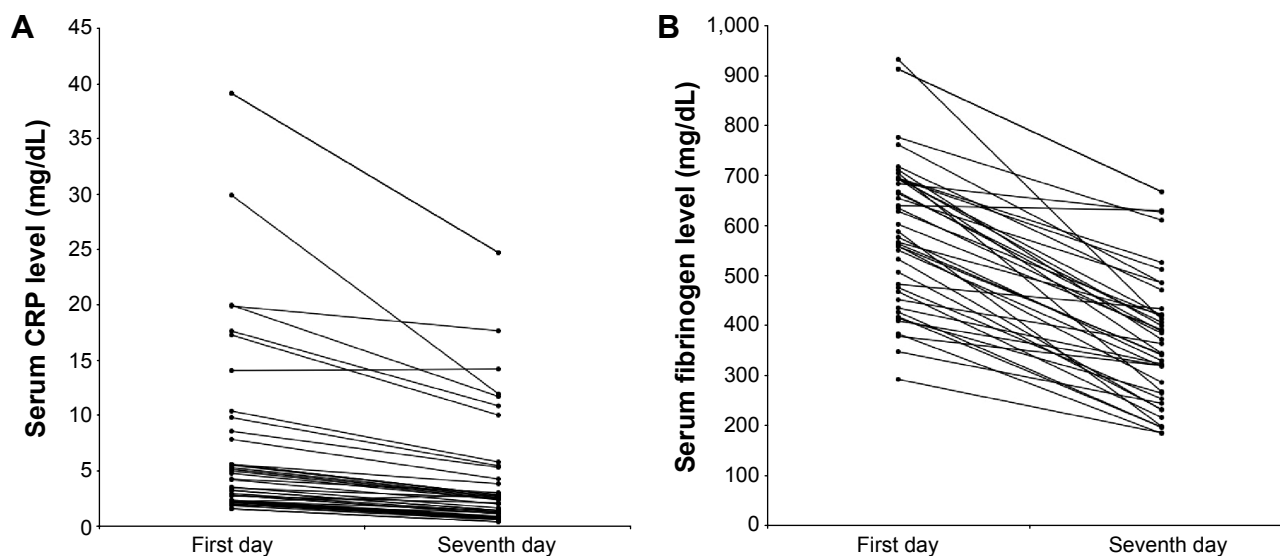 A
Serum CRP level (mg/dL)
45
40
35
30
25
20
15
10
5
0
First day
Seventh day
B
Serum fibrinogen level (mg/dL)
1,000
900
800
700
600
500
400
300
200
100
0
First day
Seventh day